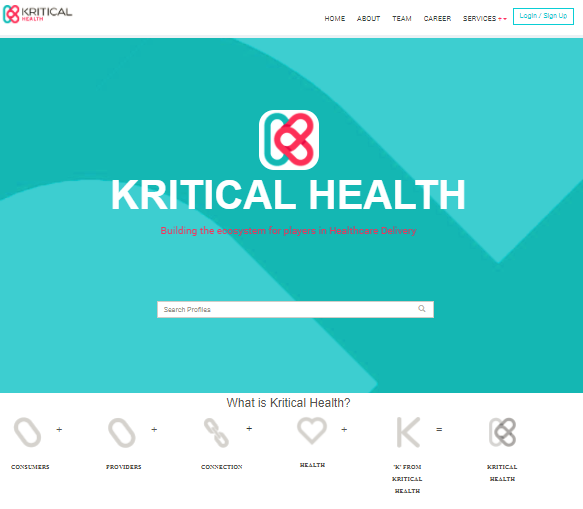 KRITICAL
HEALTH
HOME ABOUT TEAM CAREER SERVICES ++ Login / Sign Up
KRITICAL HEALTH
Building the ecosystem for players in Healthcare Delivery
Search Profiles
What is Kritical Health?
+ + + + =
CONSUMERS PROVIDERS CONNECTION HEALTH 'K' FROM KRITICAL
KRITICAL HEALTH
HEALTH